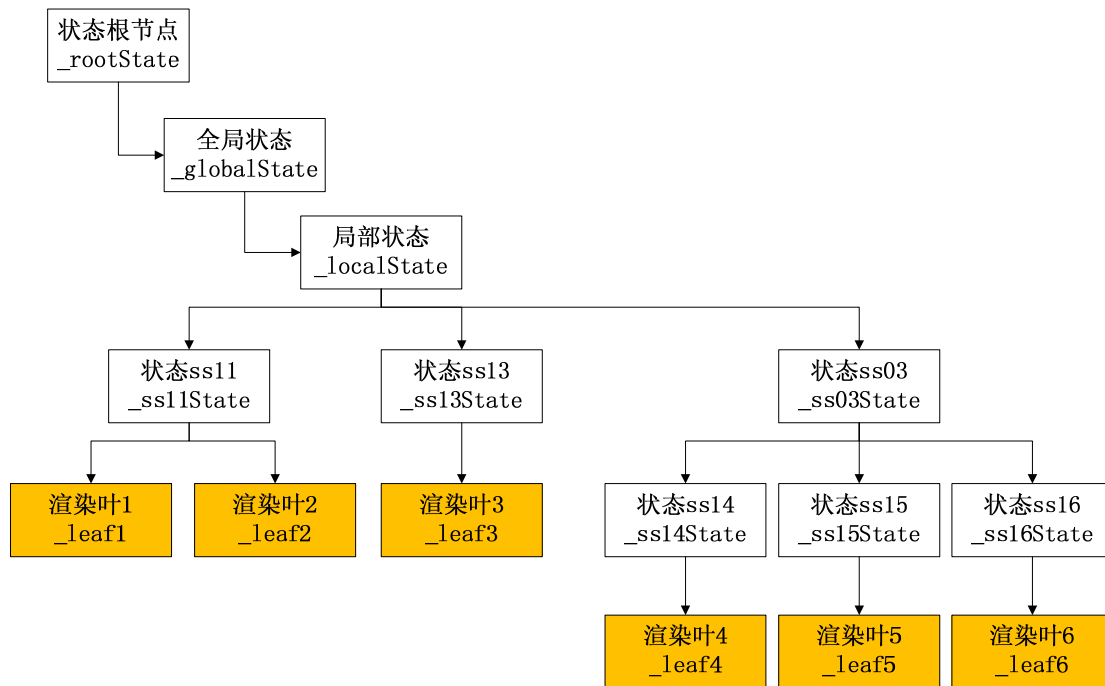 状态根节点
_rootState
全局状态
_globalState
局部状态
_localState
状态ss11
_ss11State
状态ss13
_ss13State
状态ss03
_ss03State
渲染叶1
_leaf1
渲染叶2
_leaf2
渲染叶3
_leaf3
状态ss14
_ss14State
状态ss15
_ss15State
状态ss16
_ss16State
渲染叶4
_leaf4
渲染叶5
_leaf5
渲染叶6
_leaf6